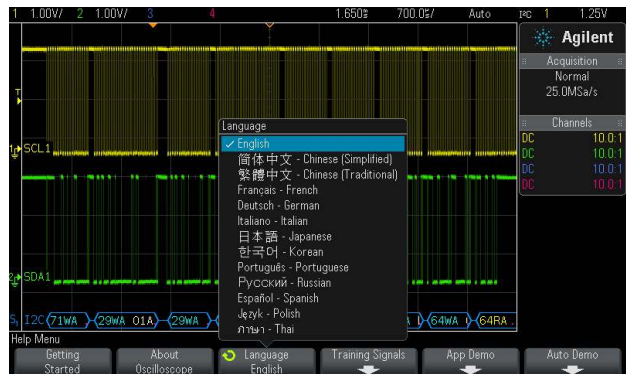 1 1.00V/ 2 1.00V/ 3 4 1.650s 700.0s/ Auto I²C 1 1.25V
Agilent
Acquisition
Normal
25.0MSa/s
Channels
DC 10.0:1
DC 10.0:1
DC 10.0:1
DC 10.0:1
T
SCL1
SDA1
Language
English
简体中文 - Chinese (Simplified)
繁體中文 - Chinese (Traditional)
Français - French
Deutsch - German
Italiano - Italian
日本語 - Japanese
한국어 - Korean
Português - Portuguese
Русский - Russian
Español - Spanish
Język - Polish
ภาษา - Thai
S1 I2C 71WA 29WA 01A 29WA 64WA 64RA
Help Menu
Getting Started
About Oscilloscope
Language English
Training Signals
App Demo
Auto Demo